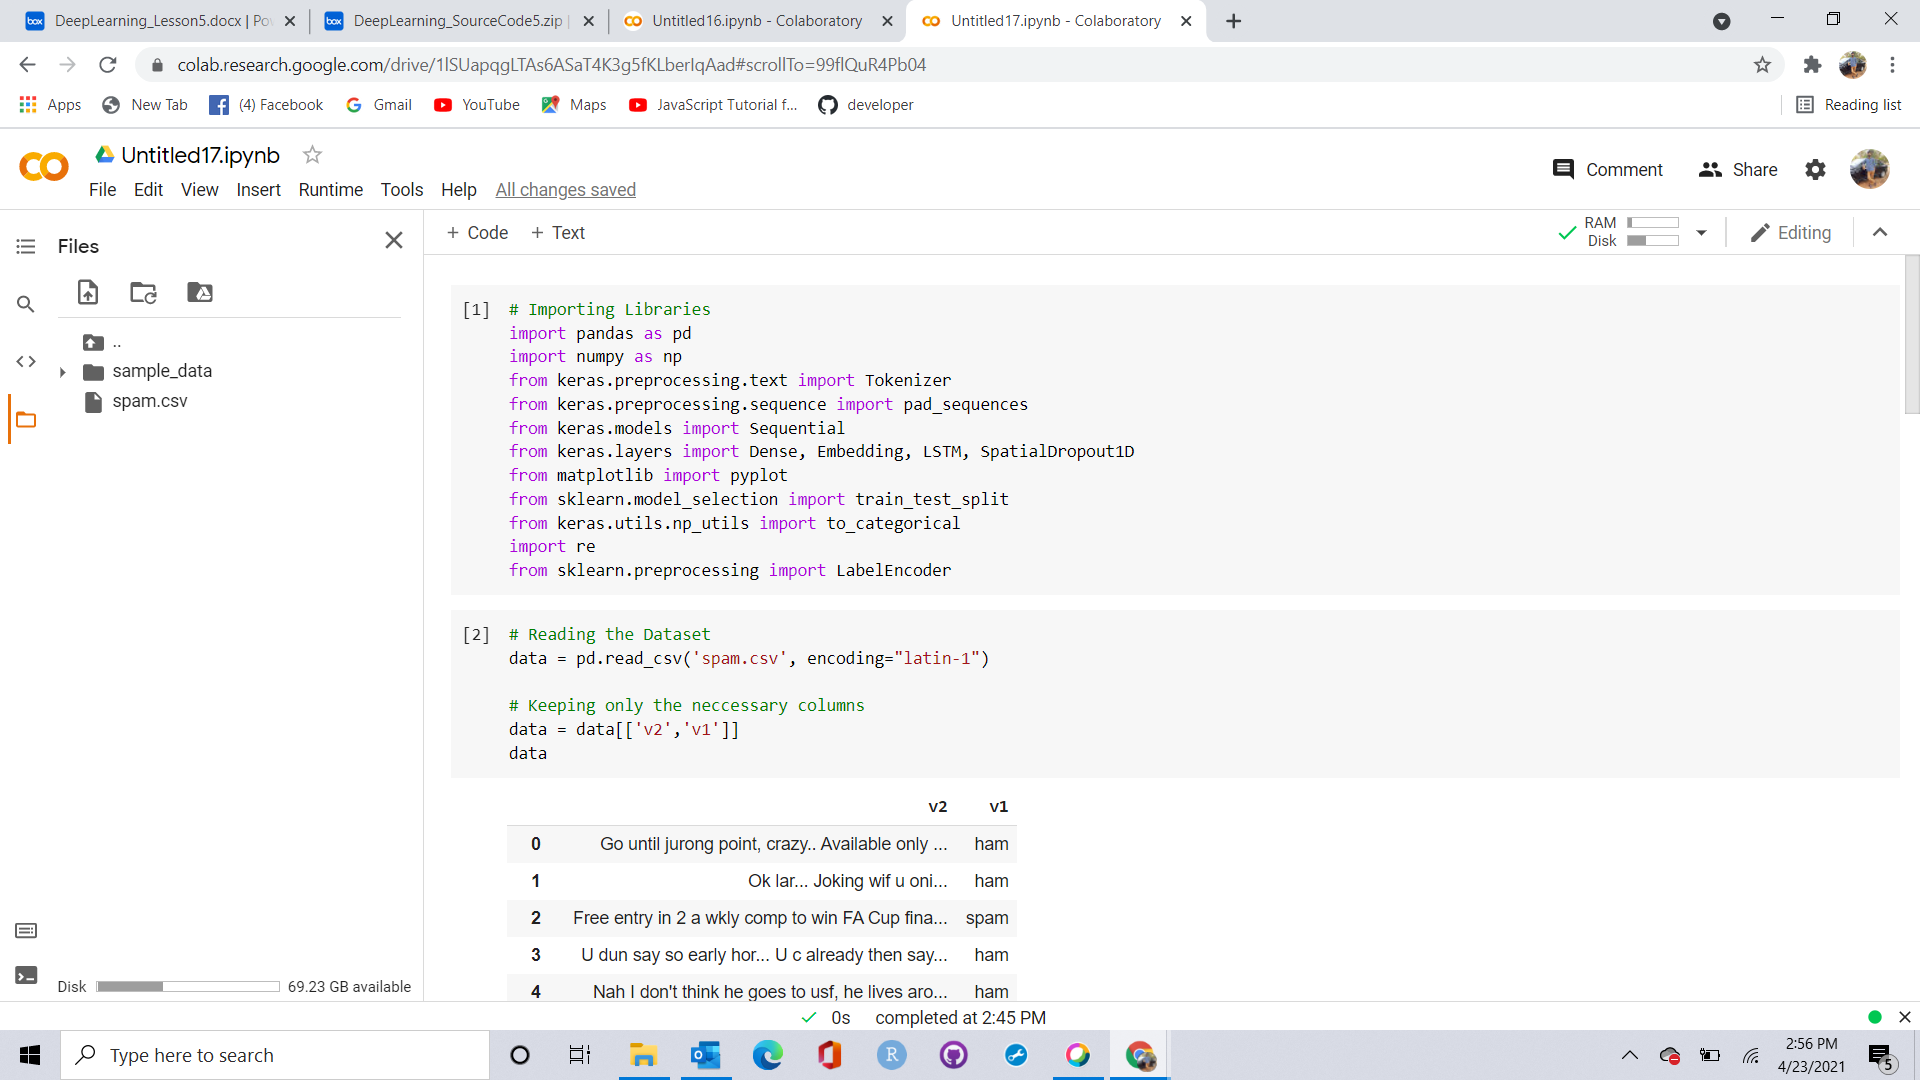 DeepLearning_Lesson5.docx | Po
DeepLearning_SourceCode5.zip |
Untitled16.ipynb - Colaboratory
Untitled17.ipynb - Colaboratory
colab.research.google.com/drive/1lSUapqgLTAs6ASaT4K3g5fKLberIqAad#scrollTo=99flQuR4Pb04
Apps
New Tab
(4) Facebook
Gmail
YouTube
Maps
JavaScript Tutorial f...
developer
Reading list
Untitled17.ipynb
Comment
Share
File Edit View Insert Runtime Tools Help All changes saved
Files
+ Code + Text
RAM
Disk
Editing
..
sample_data
spam.csv
[1] # Importing Libraries
import pandas as pd
import numpy as np
from keras.preprocessing.text import Tokenizer
from keras.preprocessing.sequence import pad_sequences
from keras.models import Sequential
from keras.layers import Dense, Embedding, LSTM, SpatialDropout1D
from matplotlib import pyplot
from sklearn.model_selection import train_test_split
from keras.utils.np_utils import to_categorical
import re
from sklearn.preprocessing import LabelEncoder
[2] # Reading the Dataset
data = pd.read_csv('spam.csv', encoding="latin-1")
# Keeping only the neccessary columns
data = data[['v2','v1']]
data
v2 v1
0 Go until jurong point, crazy.. Available only ... ham
1 Ok lar... Joking wif u oni... ham
2 Free entry in 2 a wkly comp to win FA Cup fina... spam
3 U dun say so early hor... U c already then say... ham
4 Nah I don't think he goes to usf, he lives aro... ham
Disk 69.23 GB available
0s completed at 2:45 PM
Type here to search
R
2:56 PM
4/23/2021
5